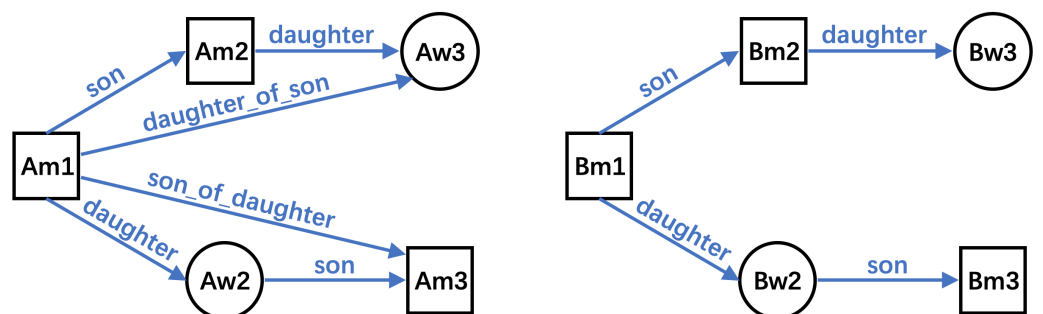 Am1
son
Am2
daughter
Aw3
daughter_of_son
son_of_daughter
daughter
Aw2
son
Am3
Bm1
son
Bm2
daughter
Bw3
daughter
Bw2
son
Bm3